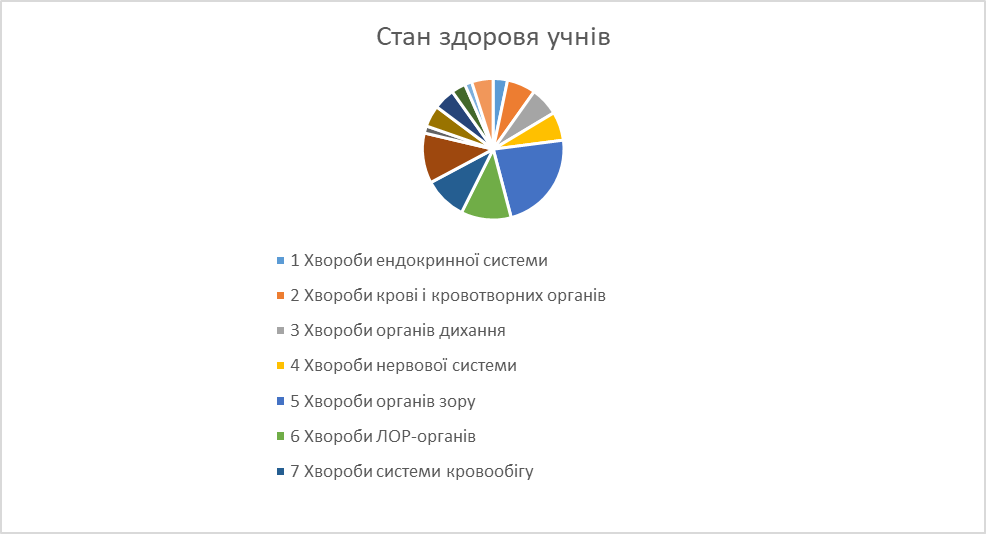 Стан здоровя учнів
1 Хвороби ендокринної системи
2 Хвороби крові і кровотворних органів
3 Хвороби органів дихання
4 Хвороби нервової системи
5 Хвороби органів зору
6 Хвороби ЛОР-органів
7 Хвороби системи кровообігу